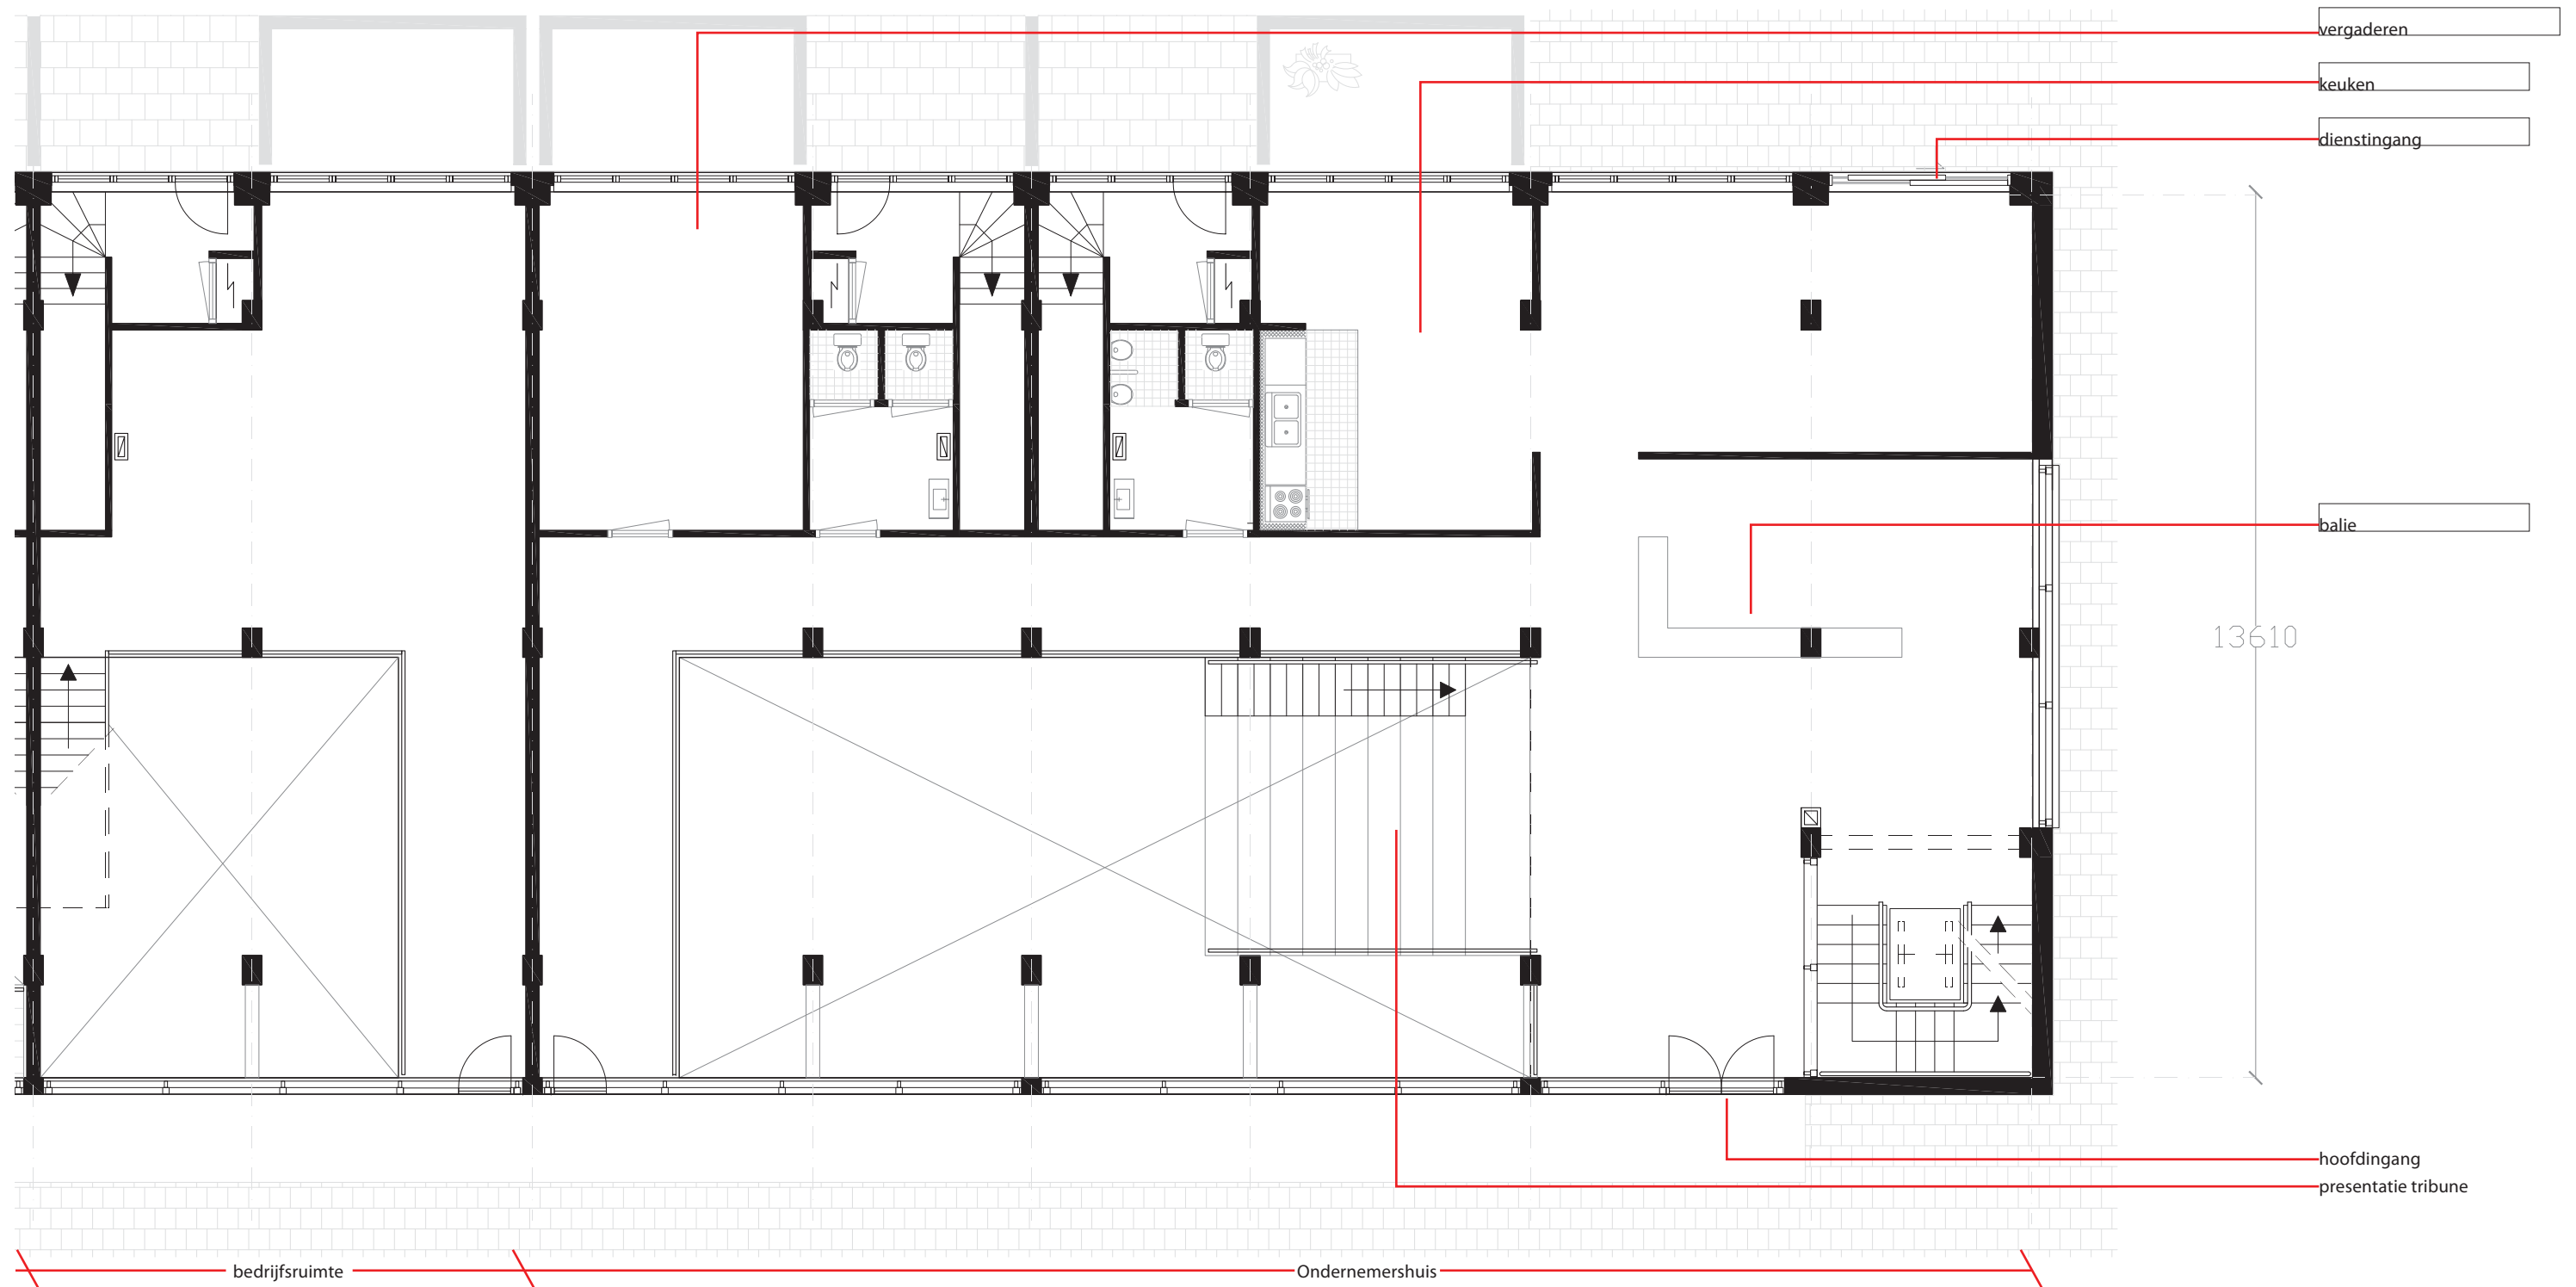 vergaderen
keuken
dienstingang
balie
13610
hoofdingang
presentatie tribune
bedrijfsruimte
Ondernemershuis